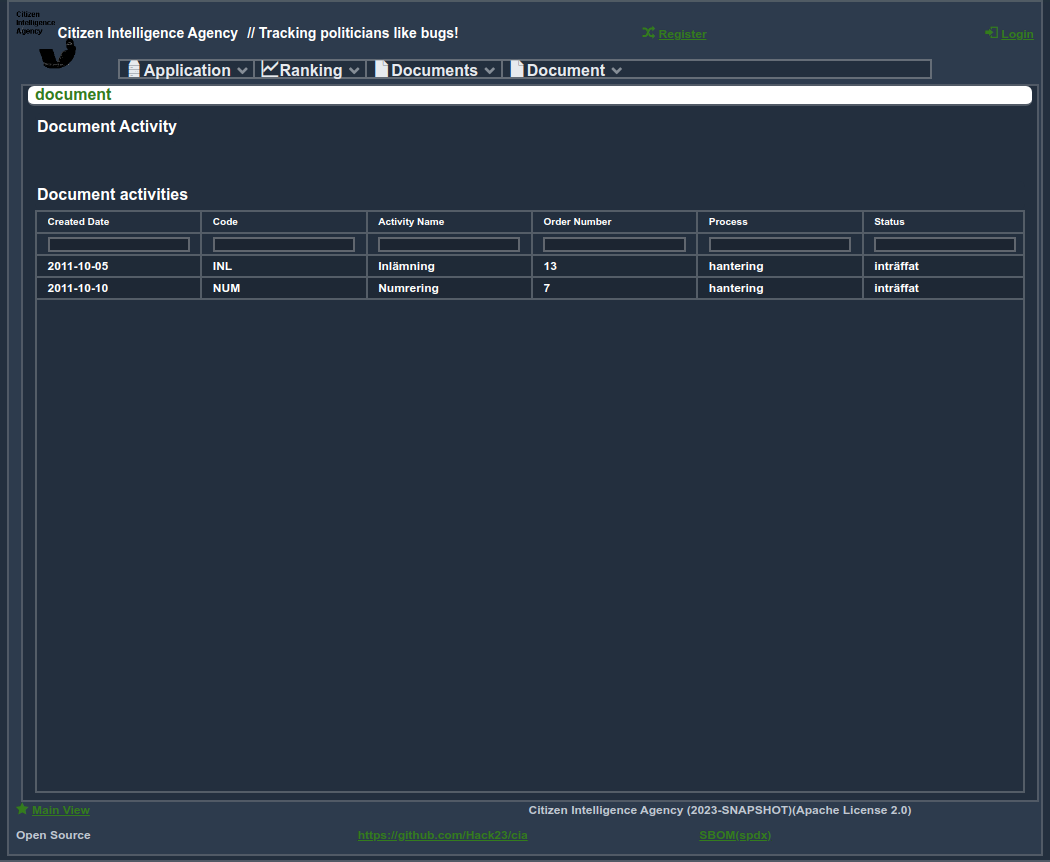 Citizen
Intelligence
Agency
Citizen Intelligence Agency // Tracking politicians like bugs!
Register
Login
Application
Ranking
Documents
Document
document
Document Activity
Document activities
Created Date Code Activity Name Order Number Process Status
2011-10-05 INL Inlämning 13 hantering inträffat
2011-10-10 NUM Numrering 7 hantering inträffat
Main View
Citizen Intelligence Agency (2023-SNAPSHOT)(Apache License 2.0)
Open Source
https://github.com/Hack23/cia
SBOM(spdx)